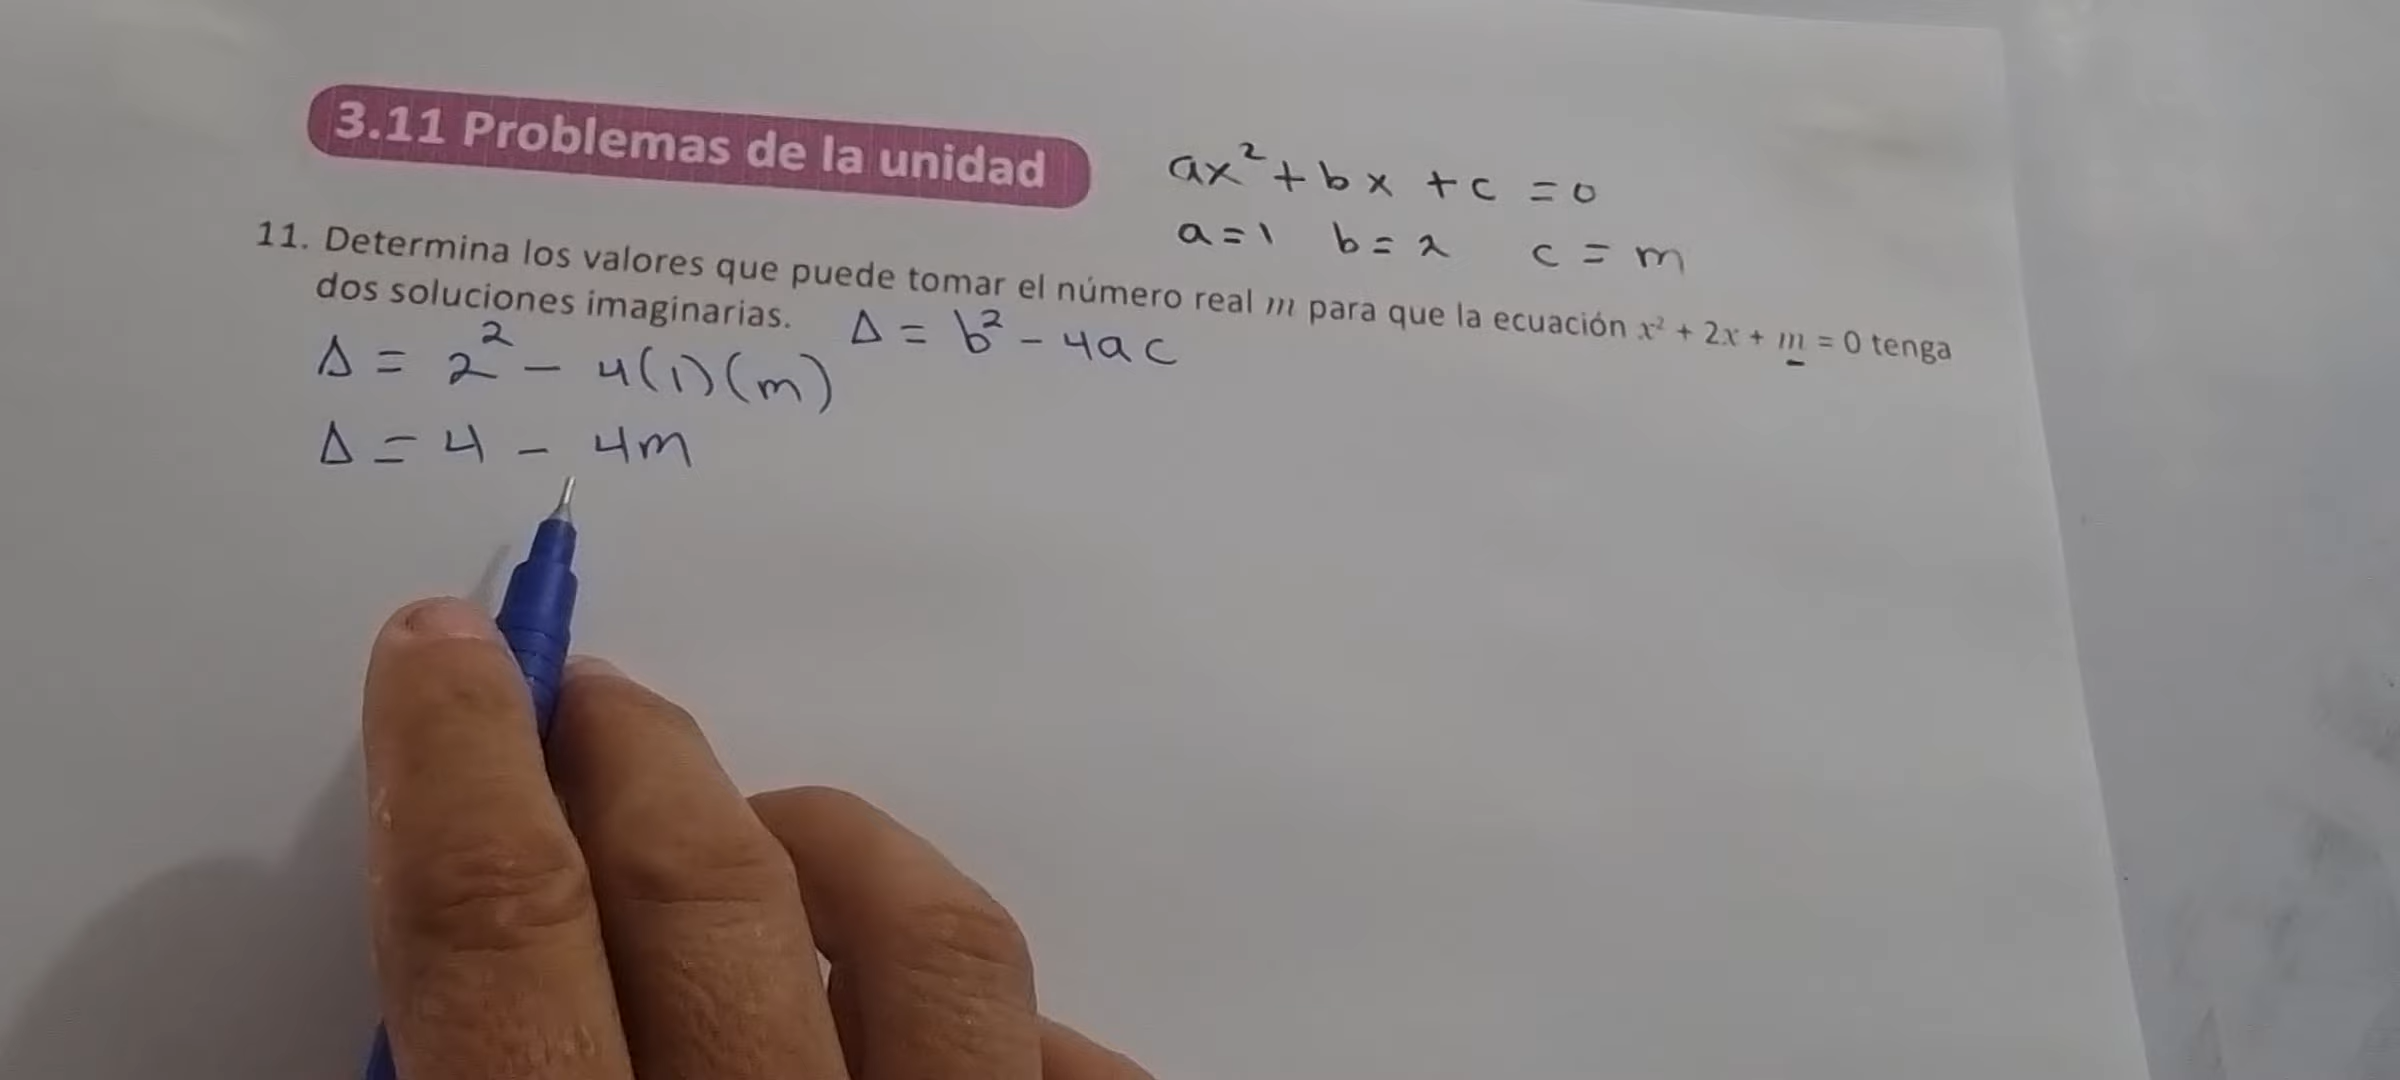 3.11 Problemas de la unidad
ax² + bx + c = 0
a = 1 b = 2 c = m
11. Determina los valores que puede tomar el número real m para que la ecuación x² + 2x + m = 0 tenga
dos soluciones imaginarias.
Δ = b² - 4ac
Δ = 2² - 4(1)(m)
Δ = 4 - 4m